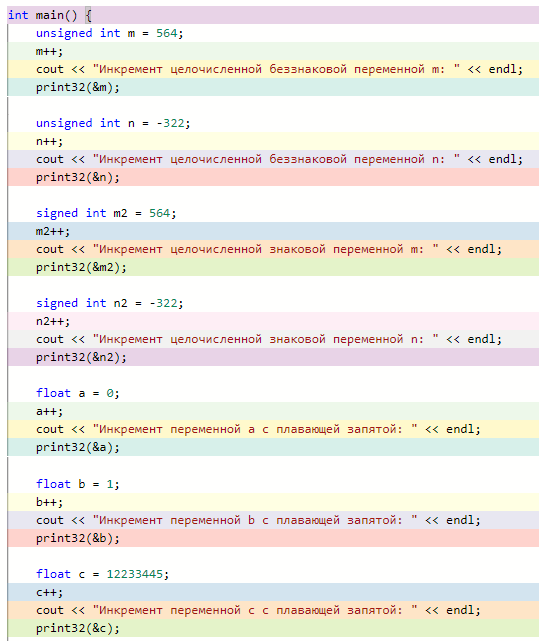 int main() {
unsigned int m = 564;
m++;
cout << "Инкремент целочисленной беззнаковой переменной m: " << endl;
print32(&m);
unsigned int n = -322;
n++;
cout << "Инкремент целочисленной беззнаковой переменной n: " << endl;
print32(&n);
signed int m2 = 564;
m2++;
cout << "Инкремент целочисленной знаковой переменной m: " << endl;
print32(&m2);
signed int n2 = -322;
n2++;
cout << "Инкремент целочисленной знаковой переменной n: " << endl;
print32(&n2);
float a = 0;
a++;
cout << "Инкремент переменной a с плавающей запятой: " << endl;
print32(&a);
float b = 1;
b++;
cout << "Инкремент переменной b с плавающей запятой: " << endl;
print32(&b);
float c = 12233445;
c++;
cout << "Инкремент переменной c с плавающей запятой: " << endl;
print32(&c);